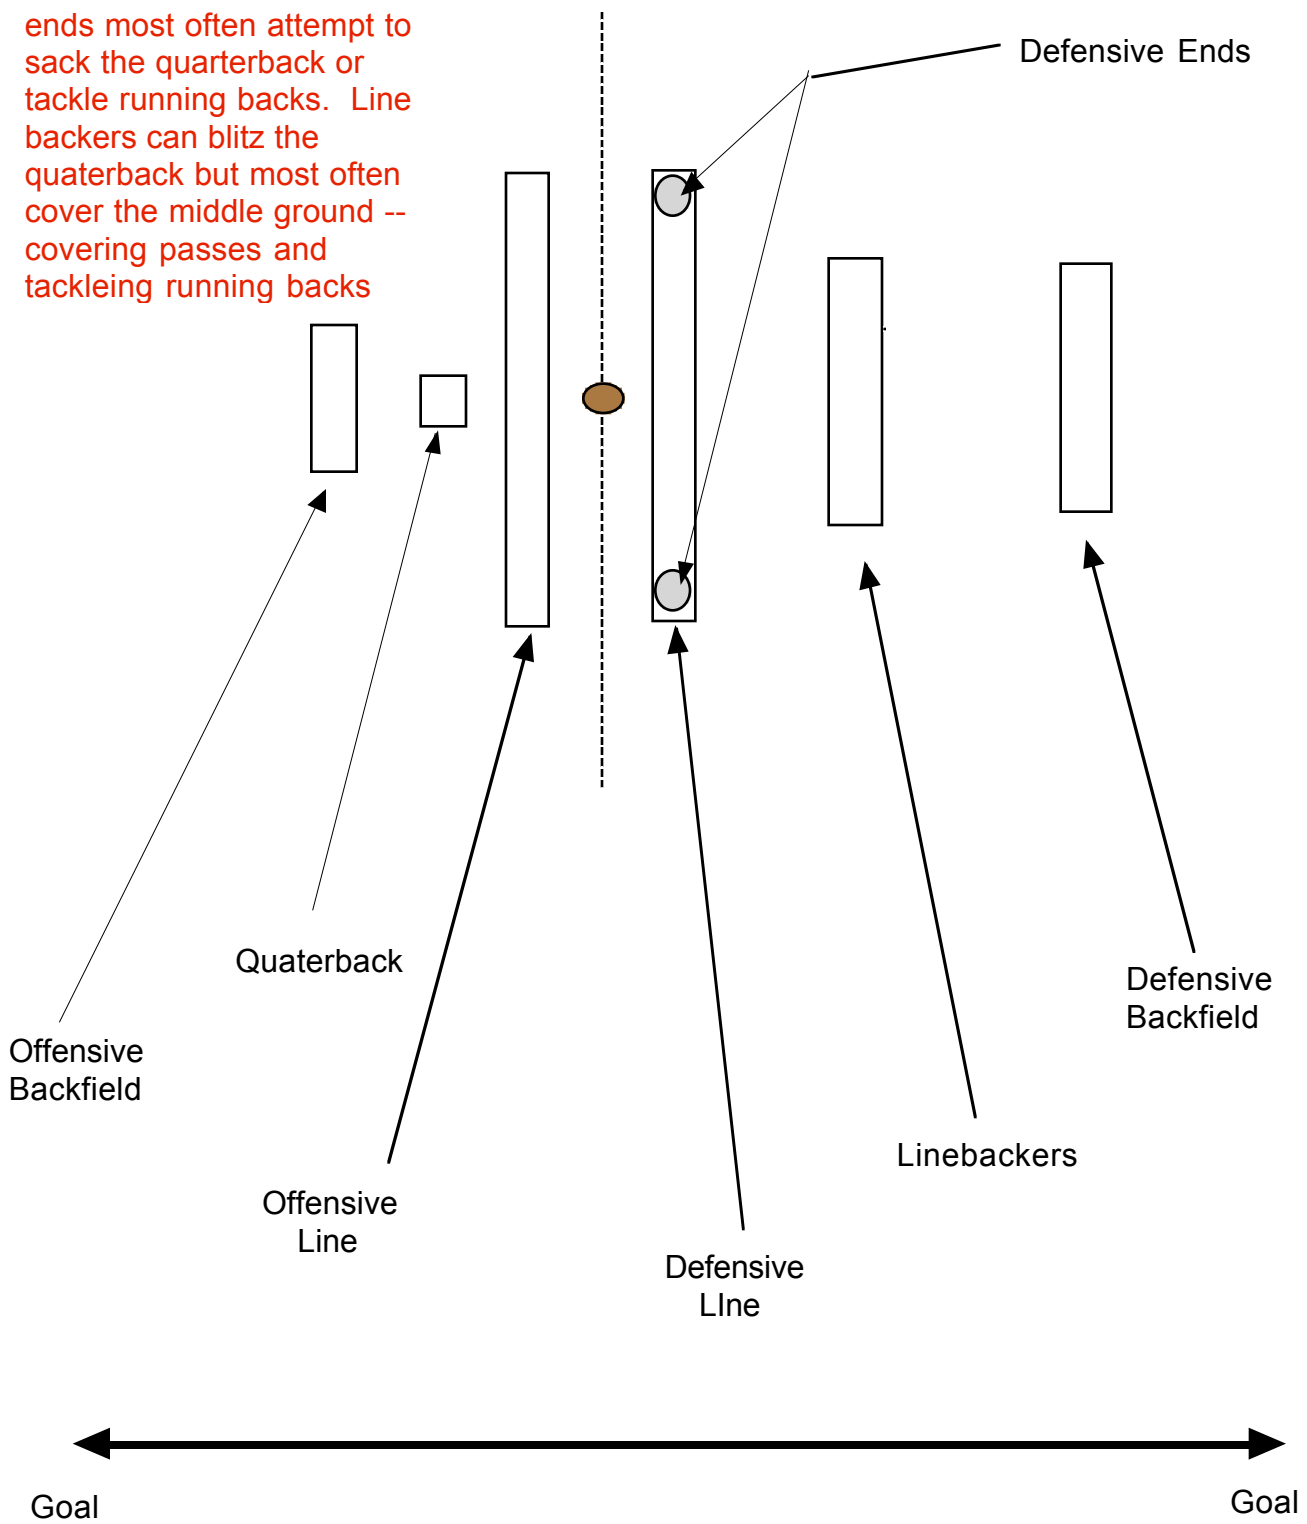 ends most often attempt to
sack the quarterback or
tackle running backs. Line
backers can blitz the
quaterback but most often
cover the middle ground --
covering passes and
tackleing running backs
Defensive Ends
Quaterback
Defensive
Backfield
Offensive
Backfield
Linebackers
Offensive
Line
Defensive
LIne
Goal
Goal